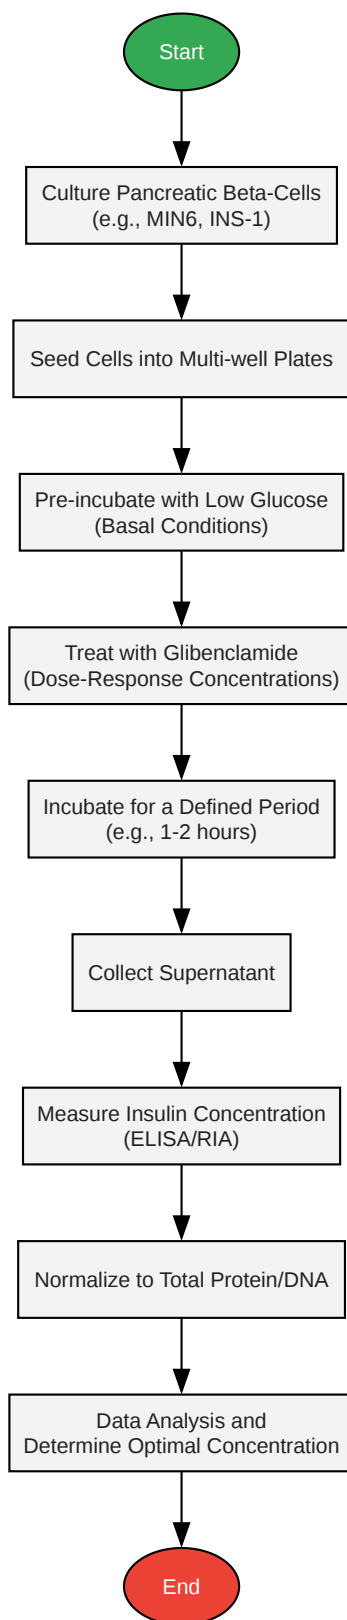 Start
Culture Pancreatic Beta-Cells
(e.g., MIN6, INS-1)
Seed Cells into Multi-well Plates
Pre-incubate with Low Glucose
(Basal Conditions)
Treat with Glibenclamide
(Dose-Response Concentrations)
Incubate for a Defined Period
(e.g., 1-2 hours)
Collect Supernatant
Measure Insulin Concentration
(ELISA/RIA)
Normalize to Total Protein/DNA
Data Analysis and
Determine Optimal Concentration
End